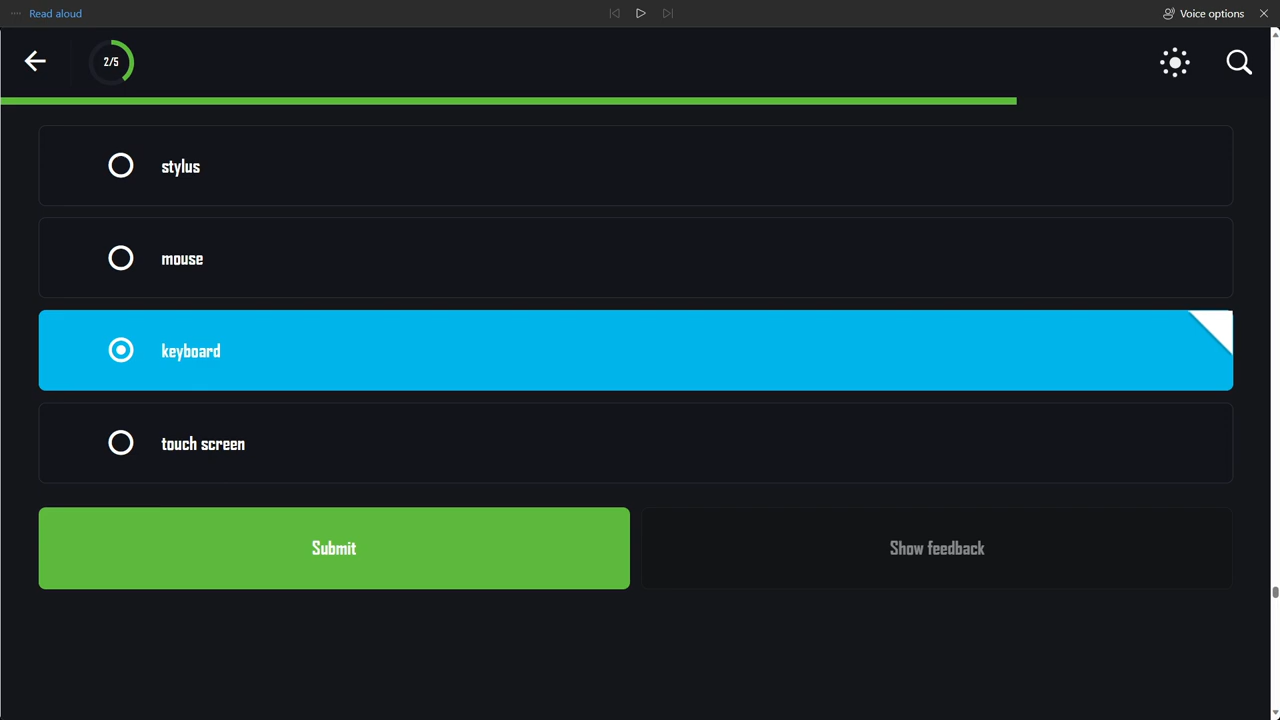 Read aloud
Voice options
2/5
stylus
mouse
keyboard
touch screen
Submit
Show feedback